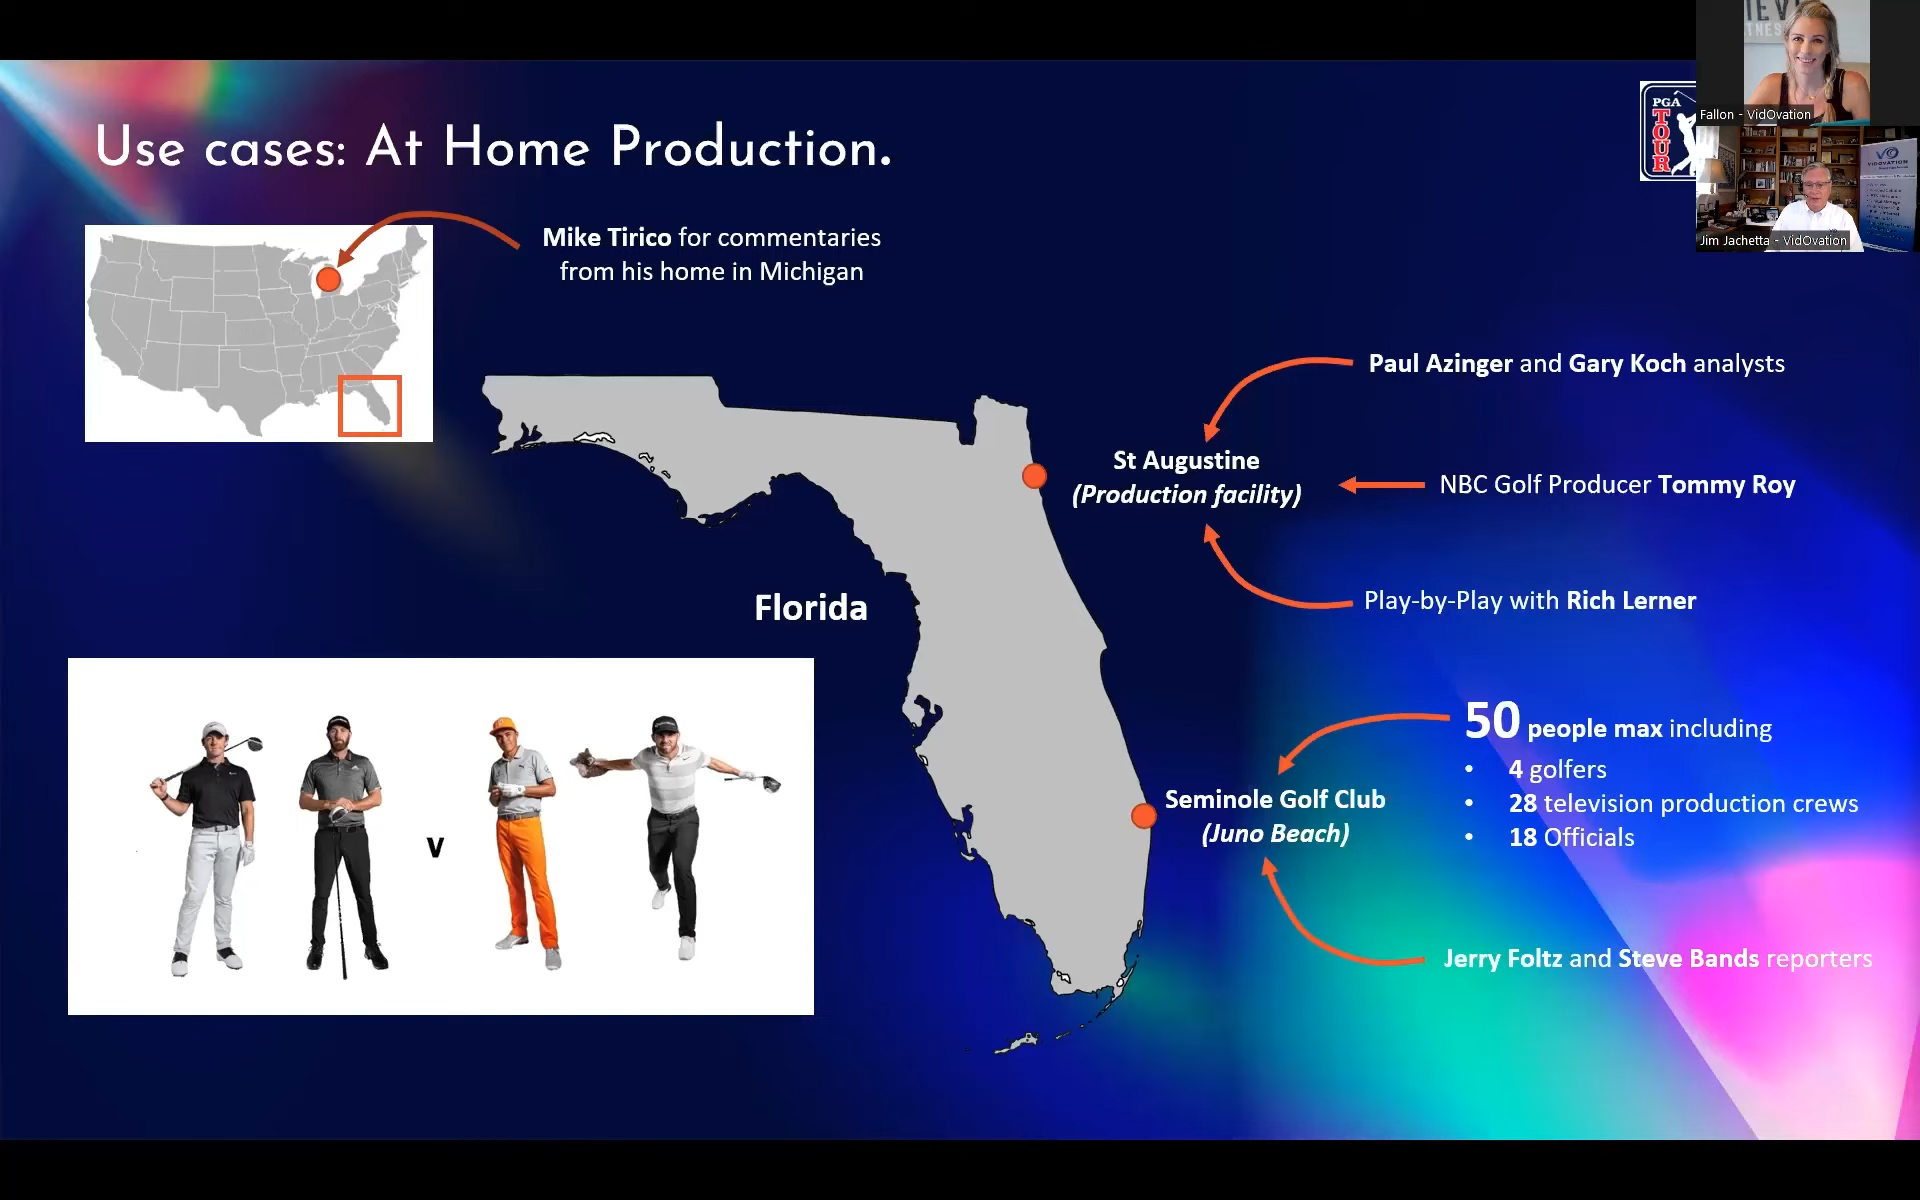 Use cases: At Home Production.
Mike Tirico for commentaries
from his home in Michigan
PGA
TOUR
Fallon - VidOvation
VIDOVATION
Jim Jachetta - VidOvation
Paul Azinger and Gary Koch analysts
St Augustine
(Production facility)
NBC Golf Producer Tommy Roy
Play-by-Play with Rich Lerner
Florida
v
50 people max including
• 4 golfers
• 28 television production crews
• 18 Officials
Seminole Golf Club
(Juno Beach)
Jerry Foltz and Steve Bands reporters